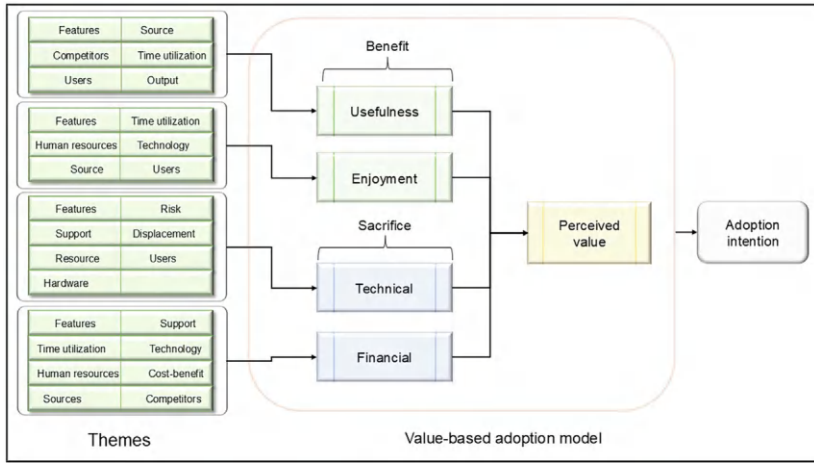 Features Source
Competitors Time utilization
Users Output
Features Time utilization
Human resources Technology
Source Users
Features Risk
Support Displacement
Resource Users
Hardware
Features Support
Time utilization Technology
Human resources Cost-benefit
Sources Competitors
Themes
Benefit
Usefulness
Enjoyment
Sacrifice
Technical
Financial
Perceived
value
Value-based adoption model
Adoption
intention